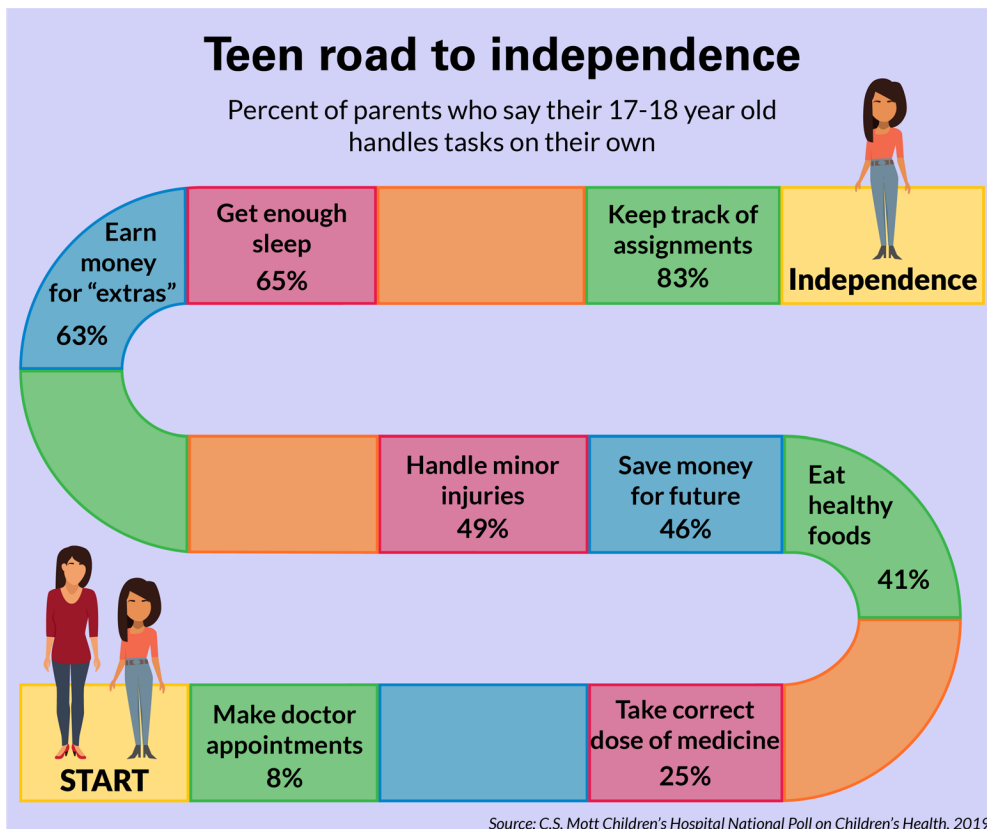 Teen road to independence
Percent of parents who say their 17-18 year old
handles tasks on their own
Earn
money
for “extras”
63%
Get enough
sleep
65%
Keep track of
assignments
83%
Independence
Handle minor
injuries
49%
Save money
for future
46%
Eat
healthy
foods
41%
START
Make doctor
appointments
8%
Take correct
dose of medicine
25%
Source: C.S. Mott Children’s Hospital National Poll on Children’s Health, 2019